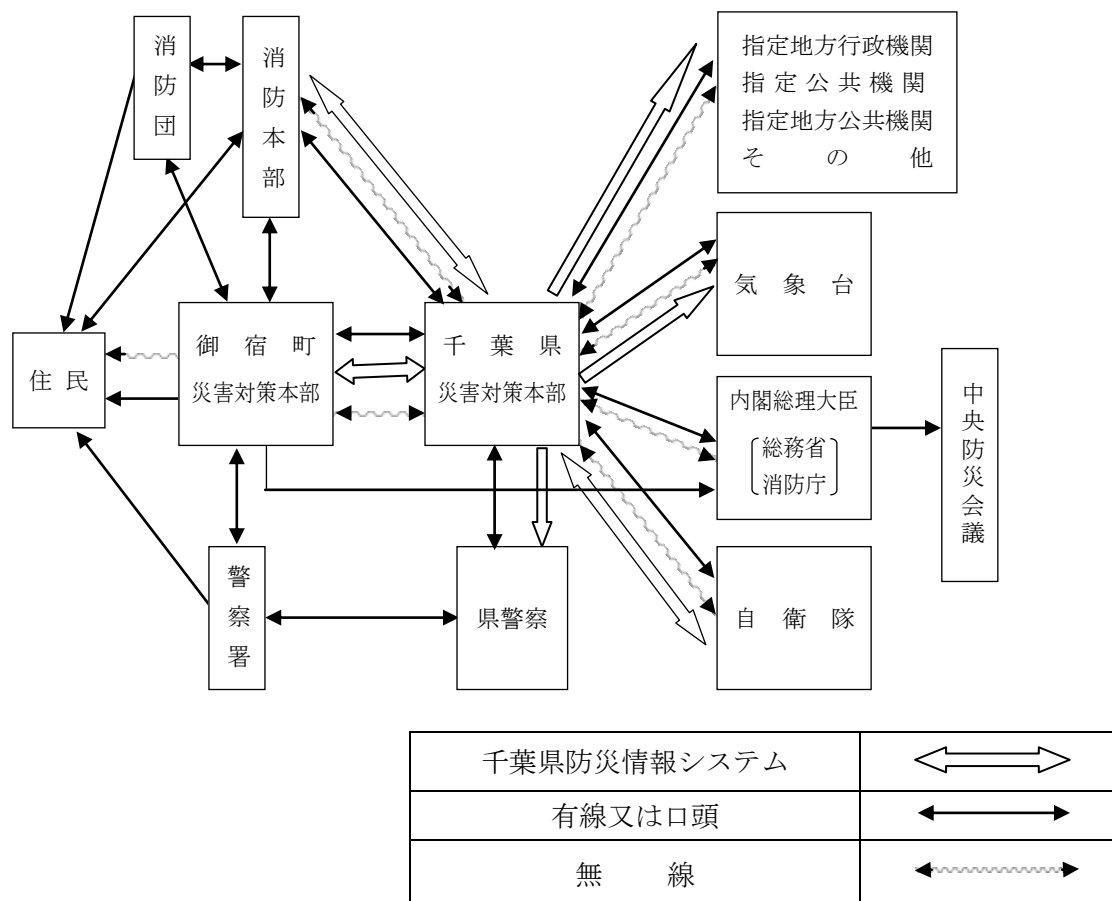 消防団
消防本部
指定地方行政機関
指定公共機関
指定地方公共機関
その他
気象台
御宿町
災害対策本部
千葉県
災害対策本部
住民
内閣総理大臣
総務省
消防庁
中央防災会議
警察署
県警察
自衛隊
千葉県防災情報システム
有線又は口頭
無線